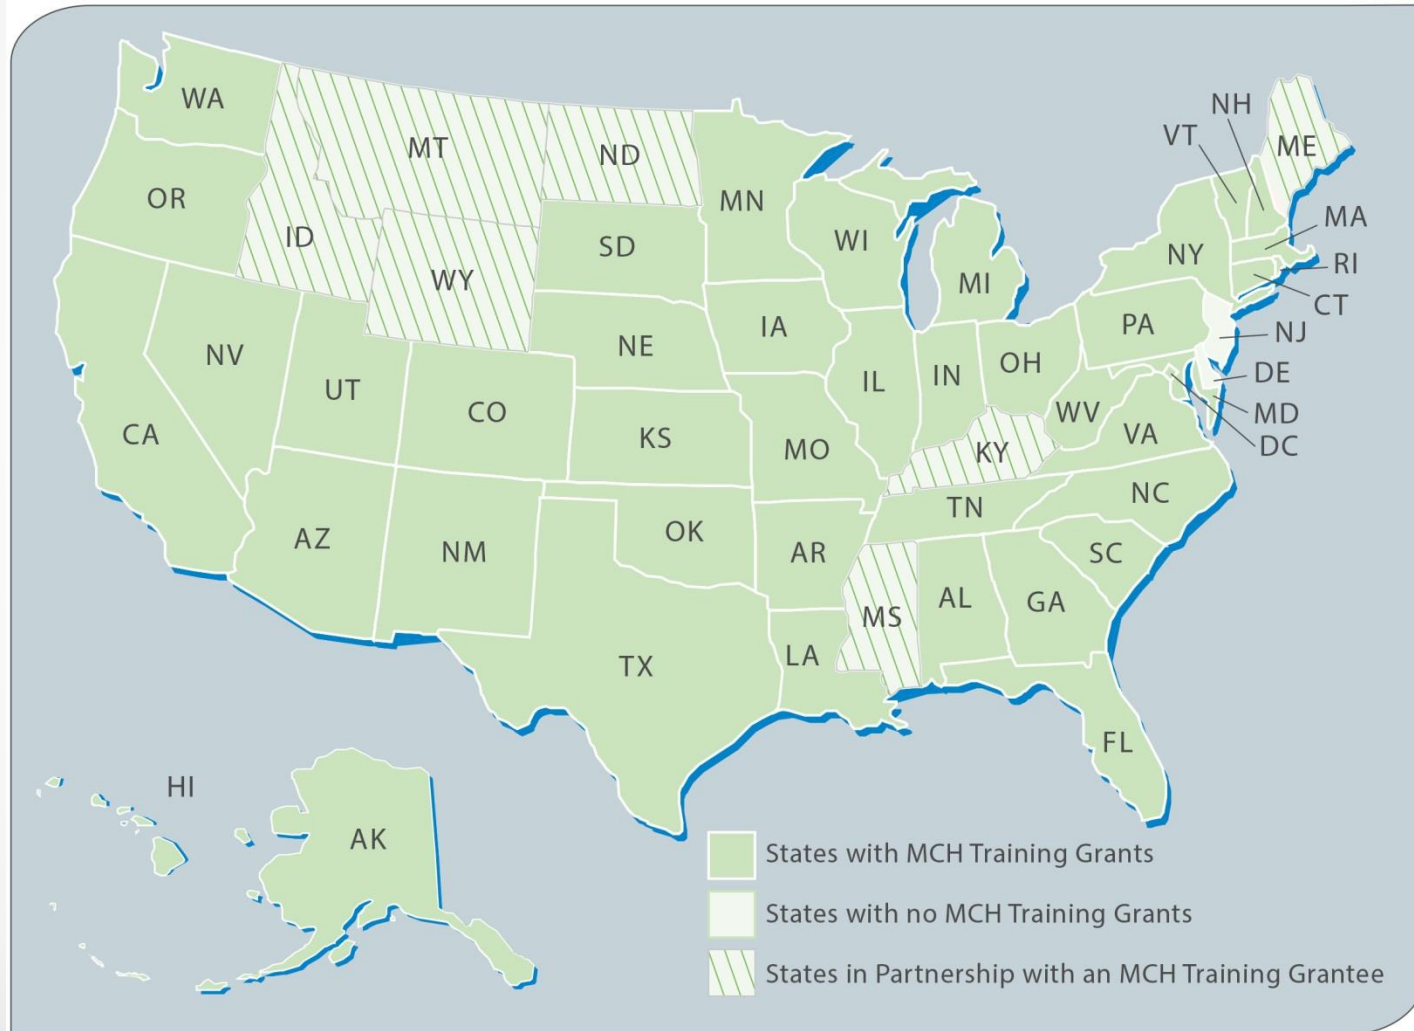 WA
MT
ND
MN
OR
ID
WY
SD
WI
MI
NH
VT
ME
MA
NY
RI
CT
NJ
PA
DE
MD
DC
NV
UT
CO
NE
IA
IL
IN
OH
WV
VA
CA
KS
MO
KY
NC
TN
AZ
NM
OK
AR
SC
MS
AL
GA
TX
LA
FL
HI
AK
States with MCH Training Grants
States with no MCH Training Grants
States in Partnership with an MCH Training Grantee